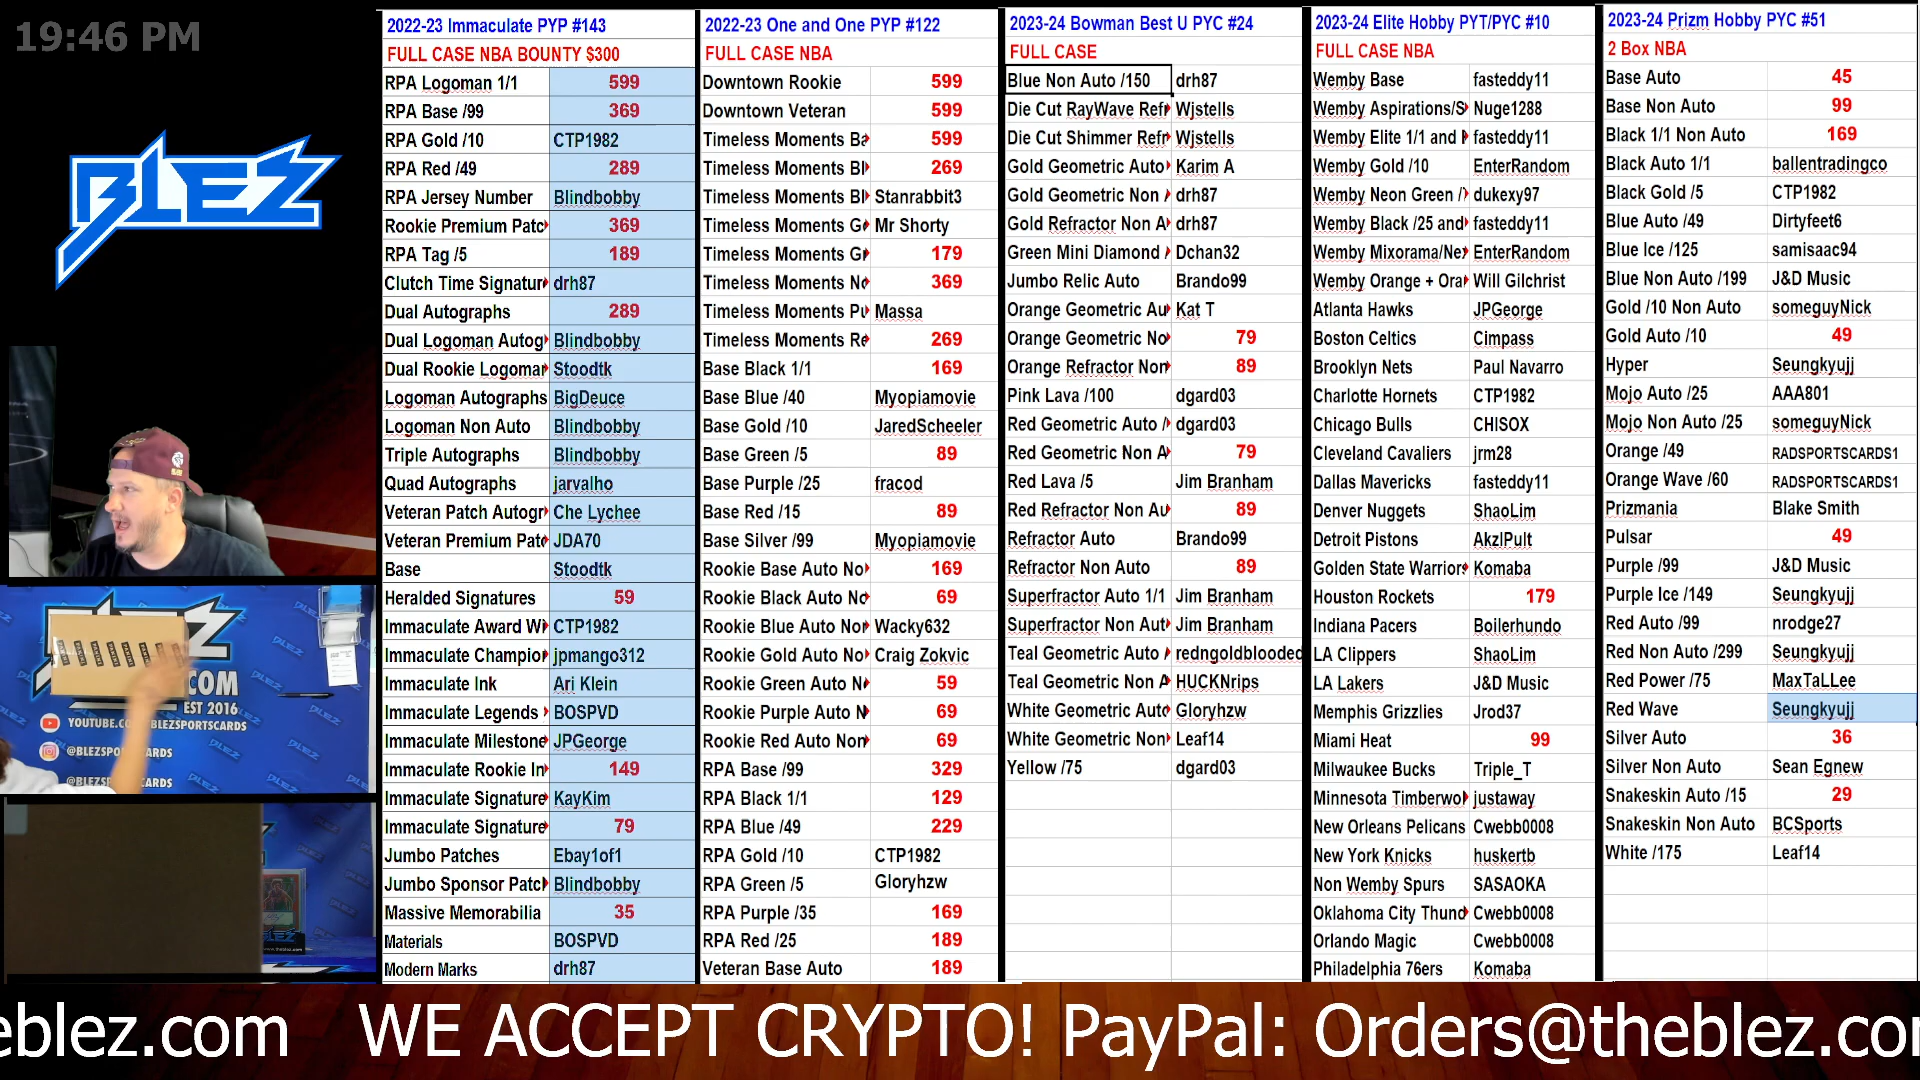 19:46 PM
BLEZ
.COM
EST 2016
YOUTUBE.CO BLEZSPORTSCARDS
@BLEZSPORTSCARDS
2022-23 Immaculate PYP #143
FULL CASE NBA BOUNTY $300
RPA Logoman 1/1 599
RPA Base /99 369
RPA Gold /10 CTP1982
RPA Red /49 289
RPA Jersey Number Blindbobby
Rookie Premium Patc 369
RPA Tag /5 189
Clutch Time Signatur drh87
Dual Autographs 289
Dual Logoman Autog Blindbobby
Dual Rookie Logomar Stoodtk
Logoman Autographs BigDeuce
Logoman Non Auto Blindbobby
Triple Autographs Blindbobby
Quad Autographs jarvalho
Veteran Patch Autogr Che Lychee
Veteran Premium Pat JDA70
Base Stoodtk
Heralded Signatures 59
Immaculate Award Wi CTP1982
Immaculate Champio jpmango312
Immaculate Ink Ari Klein
Immaculate Legends BOSPVD
Immaculate Milestone JPGeorge
Immaculate Rookie In 149
Immaculate Signature KayKim
Immaculate Signature 79
Jumbo Patches Ebay1of1
Jumbo Sponsor Patcl Blindbobby
Massive Memorabilia 35
Materials BOSPVD
Modern Marks drh87
2022-23 One and One PYP #122
FULL CASE NBA
Downtown Rookie 599
Downtown Veteran 599
Timeless Moments Ba 599
Timeless Moments Bl 269
Timeless Moments Bl Stanrabbit3
Timeless Moments G Mr Shorty
Timeless Moments Gr 179
Timeless Moments No 369
Timeless Moments Pu Massa
Timeless Moments Re 269
Base Black 1/1 169
Base Blue /40 Myopiamovie
Base Gold /10 JaredScheeler
Base Green /5 89
Base Purple /25 fracod
Base Red /15 89
Base Silver /99 Myopiamovie
Rookie Base Auto No 169
Rookie Black Auto No 69
Rookie Blue Auto Nor Wacky632
Rookie Gold Auto No Craig Zokvic
Rookie Green Auto N 59
Rookie Purple Auto N 69
Rookie Red Auto Non 69
RPA Base /99 329
RPA Black 1/1 129
RPA Blue /49 229
RPA Gold /10 CTP1982
RPA Green /5 Gloryhzw
RPA Purple /35 169
RPA Red /25 189
Veteran Base Auto 189
2023-24 Bowman Best U PYC #24
FULL CASE
Blue Non Auto /150 drh87
Die Cut RayWave Refr Wjstells
Die Cut Shimmer Refr Wjstells
Gold Geometric Auto Karim A
Gold Geometric Non drh87
Gold Refractor Non A drh87
Green Mini Diamond Dchan32
Jumbo Relic Auto Brando99
Orange Geometric Au Kat T
Orange Geometric No 79
Orange Refractor Non 89
Pink Lava /100 dgard03
Red Geometric Auto / dgard03
Red Geometric Non A 79
Red Lava /5 Jim Branham
Red Refractor Non Au 89
Refractor Auto Brando99
Refractor Non Auto 89
Superfractor Auto 1/1 Jim Branham
Superfractor Non Aut Jim Branham
Teal Geometric Auto redngoldblooded
Teal Geometric Non A HUCKNrips
White Geometric Auto Gloryhzw
White Geometric Non Leaf14
Yellow /75 dgard03
2023-24 Elite Hobby PYT/PYC #10
FULL CASE NBA
Wemby Base fasteddy11
Wemby Aspirations/S Nuge1288
Wemby Elite 1/1 and fasteddy11
Wemby Gold /10 EnterRandom
Wemby Neon Green / dukexy97
Wemby Black /25 and fasteddy11
Wemby Mixorama/Ne EnterRandom
Wemby Orange + Ora Will Gilchrist
Atlanta Hawks JPGeorge
Boston Celtics Cimpass
Brooklyn Nets Paul Navarro
Charlotte Hornets CTP1982
Chicago Bulls CHISOX
Cleveland Cavaliers jrm28
Dallas Mavericks fasteddy11
Denver Nuggets ShaoLim
Detroit Pistons AkzlPult
Golden State Warrior Komaba
Houston Rockets 179
Indiana Pacers Boilerhundo
LA Clippers ShaoLim
LA Lakers J&D Music
Memphis Grizzlies Jrod37
Miami Heat 99
Milwaukee Bucks Triple_T
Minnesota Timberwol justaway
New Orleans Pelicans Cwebb0008
New York Knicks huskertb
Non Wemby Spurs SASAOKA
Oklahoma City Thund Cwebb0008
Orlando Magic Cwebb0008
Philadelphia 76ers Komaba
2023-24 Prizm Hobby PYC #51
2 Box NBA
Base Auto 45
Base Non Auto 99
Black 1/1 Non Auto 169
Black Auto 1/1 ballentradingco
Black Gold /5 CTP1982
Blue Auto /49 Dirtyfeet6
Blue Ice /125 samisaac94
Blue Non Auto /199 J&D Music
Gold /10 Non Auto someguyNick
Gold Auto /10 49
Hyper Seungkyujj
Mojo Auto /25 AAA801
Mojo Non Auto /25 someguyNick
Orange /49 RADSPORTSCARDS1
Orange Wave /60 RADSPORTSCARDS1
Prizmania Blake Smith
Pulsar 49
Purple /99 J&D Music
Purple Ice /149 Seungkyujj
Red Auto /99 nrodge27
Red Non Auto /299 Seungkyujj
Red Power /75 MaxTaLLee
Red Wave Seungkyujj
Silver Auto 36
Silver Non Auto Sean Egnew
Snakeskin Auto /15 29
Snakeskin Non Auto BCSports
White /175 Leaf14
eblez.com WE ACCEPT CRYPTO! PayPal: Orders@theblez.co